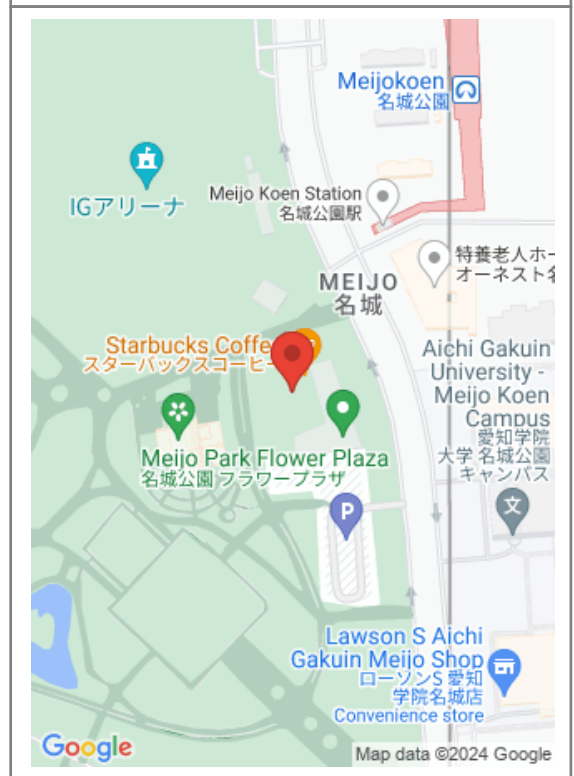 Meijokoen
名城公園
IGアリーナ
Meijo Koen Station
名城公園駅
特養老人ホー
オーネスト名
MEIJO
名城
Starbucks Coffe
スターバックスコーヒー
Aichi Gakuin
University -
Meijo Koen
Campus
愛知学院
大学 名城公園
キャンパス
Meijo Park Flower Plaza
名城公園 フラワープラザ
P
文
Lawson S Aichi
Gakuin Meijo Shop
ローソンS 愛知
学院名城店
Convenience store
Google
Map data ©2024 Google